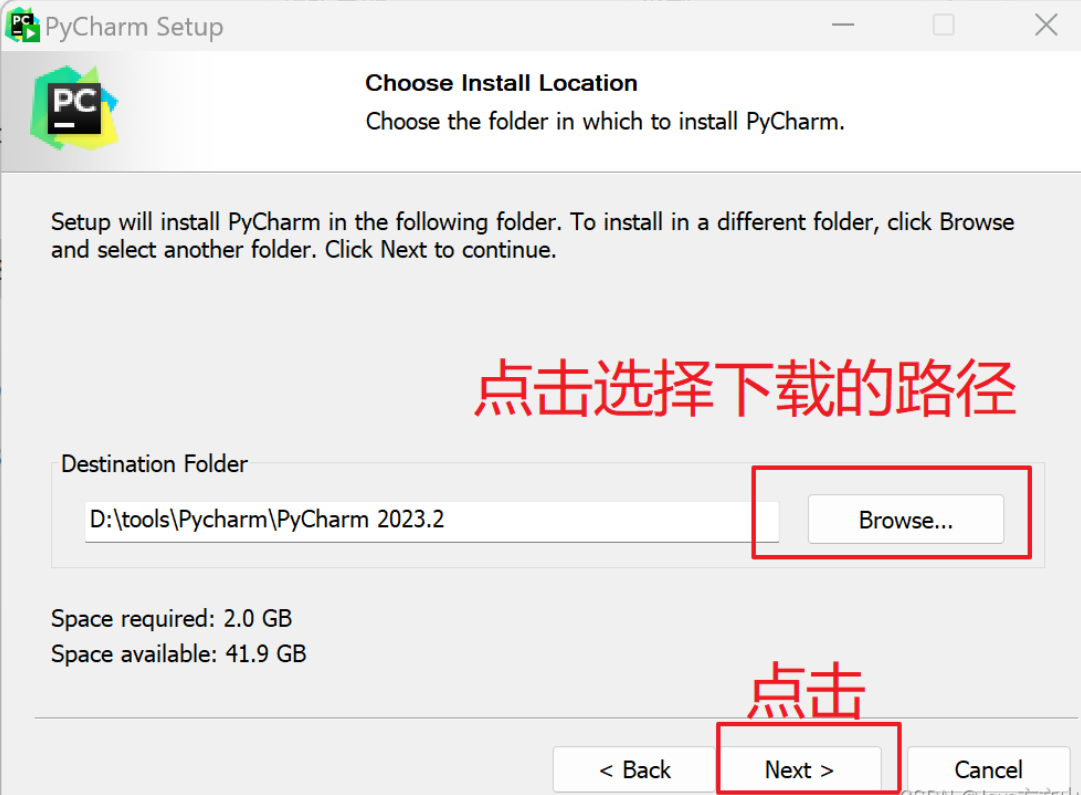 PyCharm Setup
PC
Choose Install Location
Choose the folder in which to install PyCharm.
Setup will install PyCharm in the following folder. To install in a different folder, click Browse
and select another folder. Click Next to continue.
点击选择下载的路径
Destination Folder
D:\tools\Pycharm\PyCharm 2023.2
Browse...
Space required: 2.0 GB
Space available: 41.9 GB
点击
< Back
Next >
Cancel